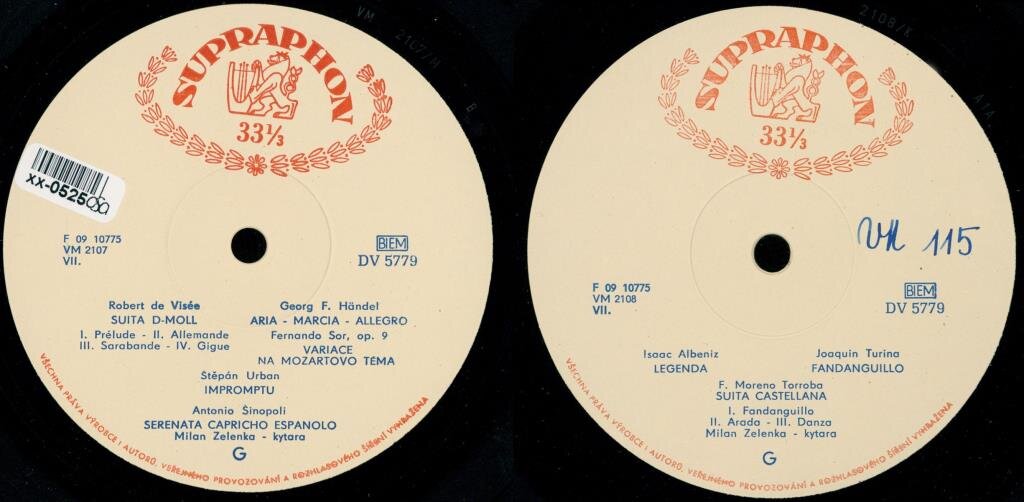 VM
2107/M
E
SUPRAPHON
33⅓
xx-0525
F 09 10775
VM 2107
VII.
BIEM
DV 5779
Robert de Visée
SUITA D-MOLL
I. Prélude - II. Allemande
III. Sarabande - IV. Gigue
Georg F. Händel
ARIA - MARCIA - ALLEGRO
Fernando Sor, op. 9
VARIACE
NA MOZARTOVO TÉMA
Štěpán Urban
IMPROMPTU
Antonio Šinopoli
SERENATA CAPRICHO ESPANOLO
Milan Zelenka - kytara
G
VŠECHNA PRÁVA VÝROBCE I AUTORŮ, VEŘEJNÉHO PROVOZOVÁNÍ A ROZHLASOVÉHO ŠÍŘENÍ VYHRAŽENA
2108/K
A1A
SUPRAPHON
33⅓
115
F 09 10775
VM 2108
VII.
BIEM
DV 5779
Isaac Albeniz
LEGENDA
Joaquin Turina
FANDANGUILLO
F. Moreno Torroba
SUITA CASTELLANA
I. Fandanguillo
II. Arada - III. Danza
Milan Zelenka - kytara
G
VŠECHNA PRÁVA VÝROBCE I AUTORŮ, VEŘEJNÉHO PROVOZOVÁNÍ A ROZHLASOVÉHO ŠÍŘENÍ VYHRAŽENA